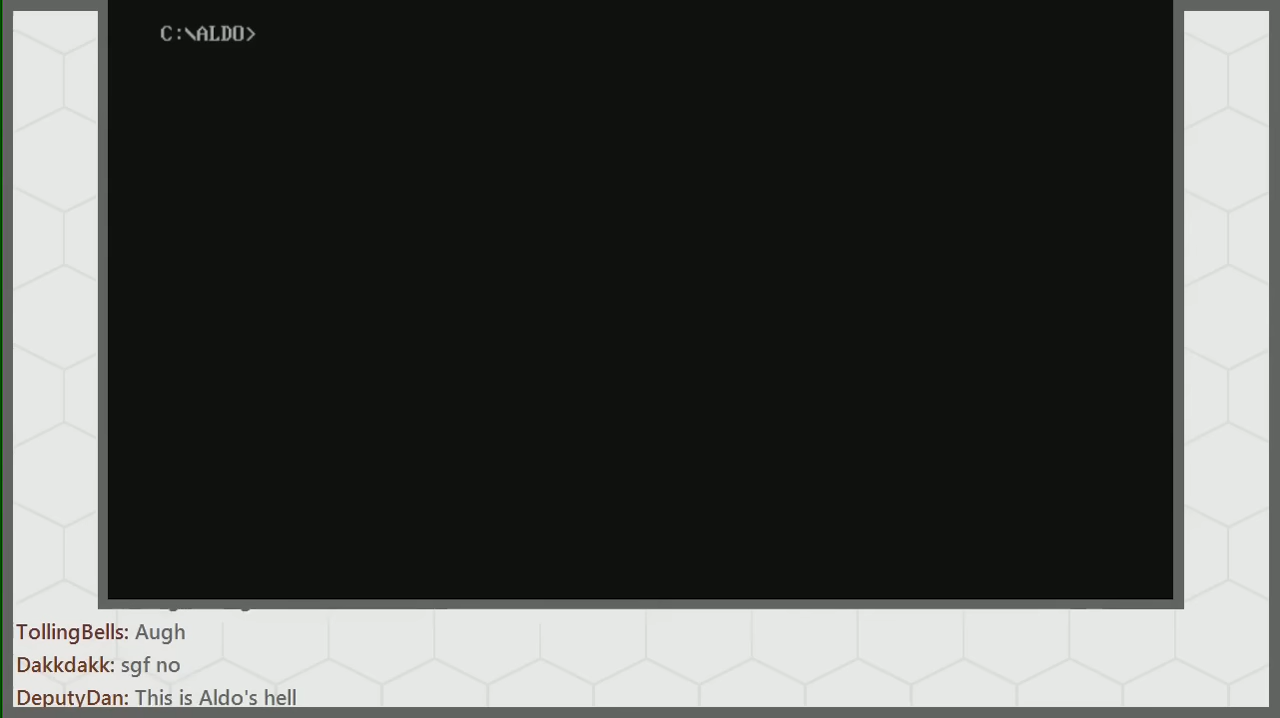 C:\ALDO>
TollingBells: Augh
Dakkdakk: sgf no
DeputyDan: This is Aldo's hell